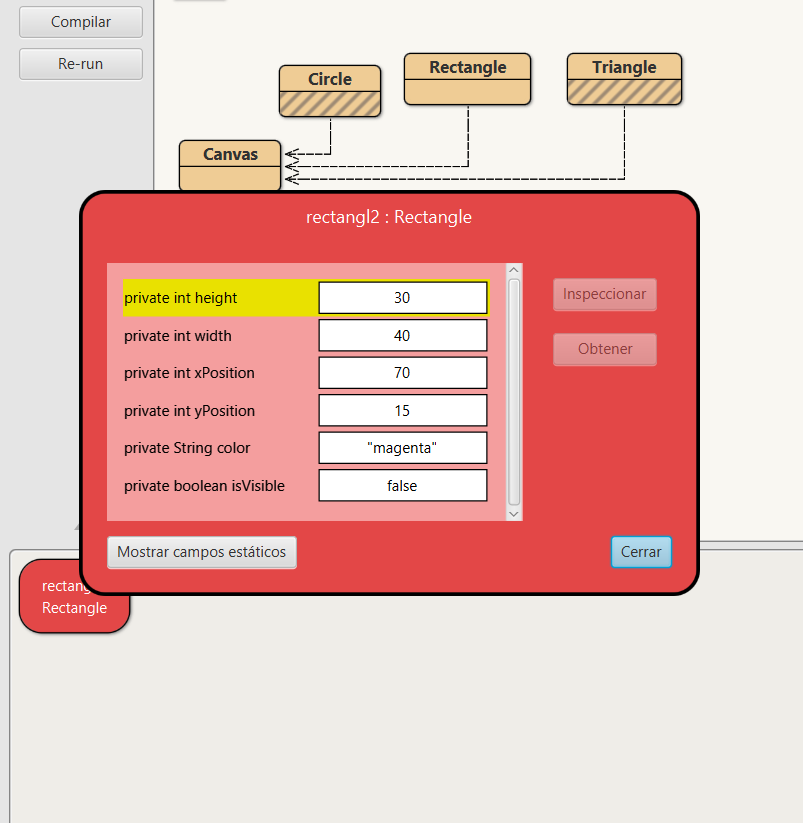 Compilar
Re-run
Circle
Rectangle
Triangle
Canvas
rectangl2 : Rectangle
private int height 30
private int width 40
private int xPosition 70
private int yPosition 15
private String color "magenta"
private boolean isVisible false
Inspeccionar
Obtener
Mostrar campos estáticos
Cerrar
Rectangle